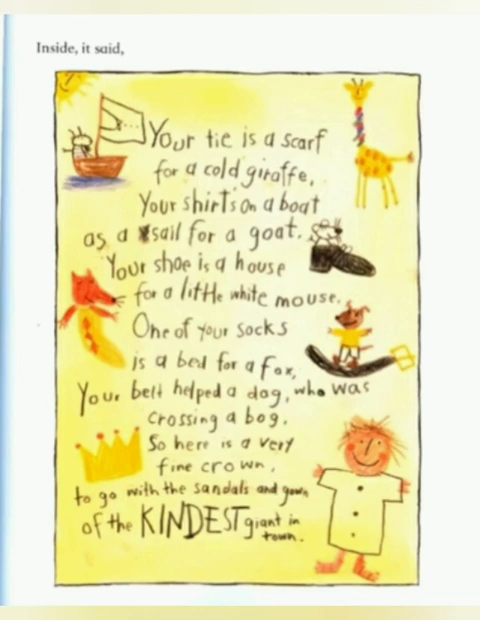 Inside, it said,
Your tie is a scarf
for a cold giraffe,
Your shirt's on a boat
as a sail for a goat.
Your shoe is a house
for a little white mouse.
One of your socks
is a bed for a fox,
Your belt helped a dog, who was
crossing a bog.
So here is a very
fine crown,
to go with the sandals and gown
of the KINDEST giant in
town.